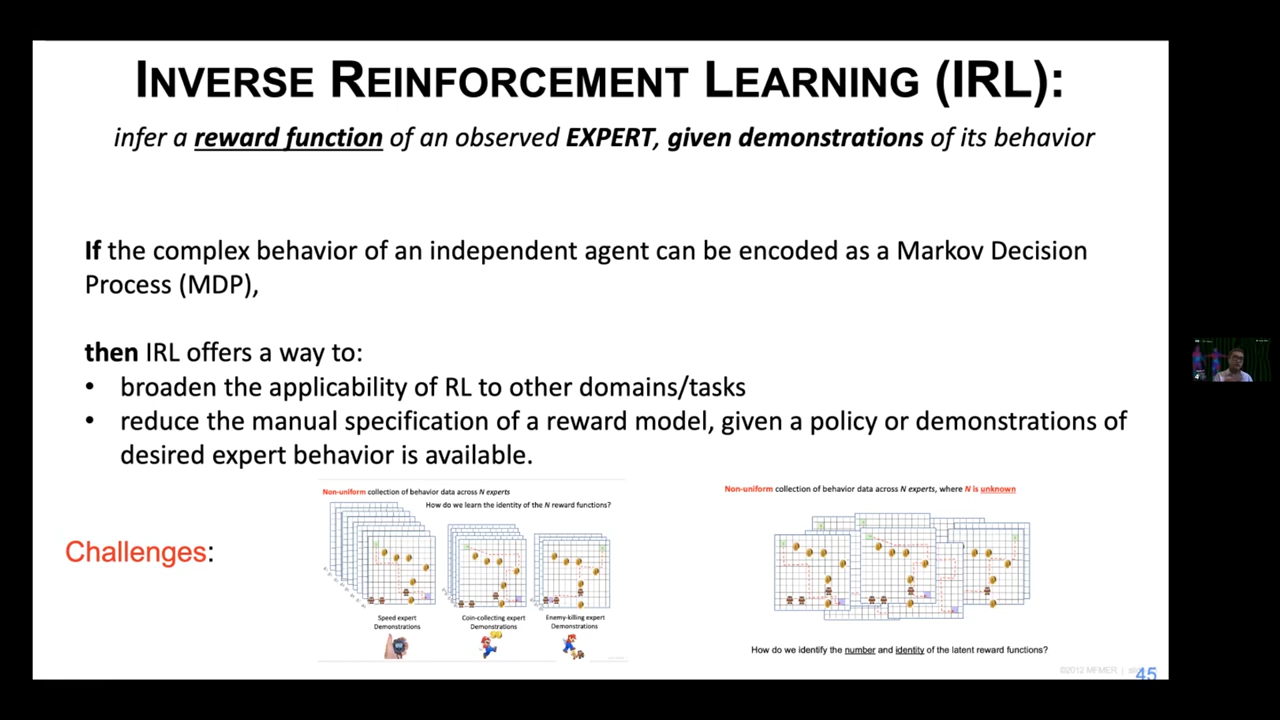 INVERSE REINFORCEMENT LEARNING (IRL):
infer a reward function of an observed EXPERT, given demonstrations of its behavior
If the complex behavior of an independent agent can be encoded as a Markov Decision
Process (MDP),
then IRL offers a way to:
• broaden the applicability of RL to other domains/tasks
• reduce the manual specification of a reward model, given a policy or demonstrations of
desired expert behavior is available.
Challenges:
Non-uniform collection of behavior data across N experts
How do we learn the identity of the N reward functions?
Speed expert
Demonstrations
Coin-collecting expert
Demonstrations
Enemy-killing expert
Demonstrations
Non-uniform collection of behavior data across N experts, where N is unknown
How do we identify the number and identity of the latent reward functions?
©2012 MFMER |
45